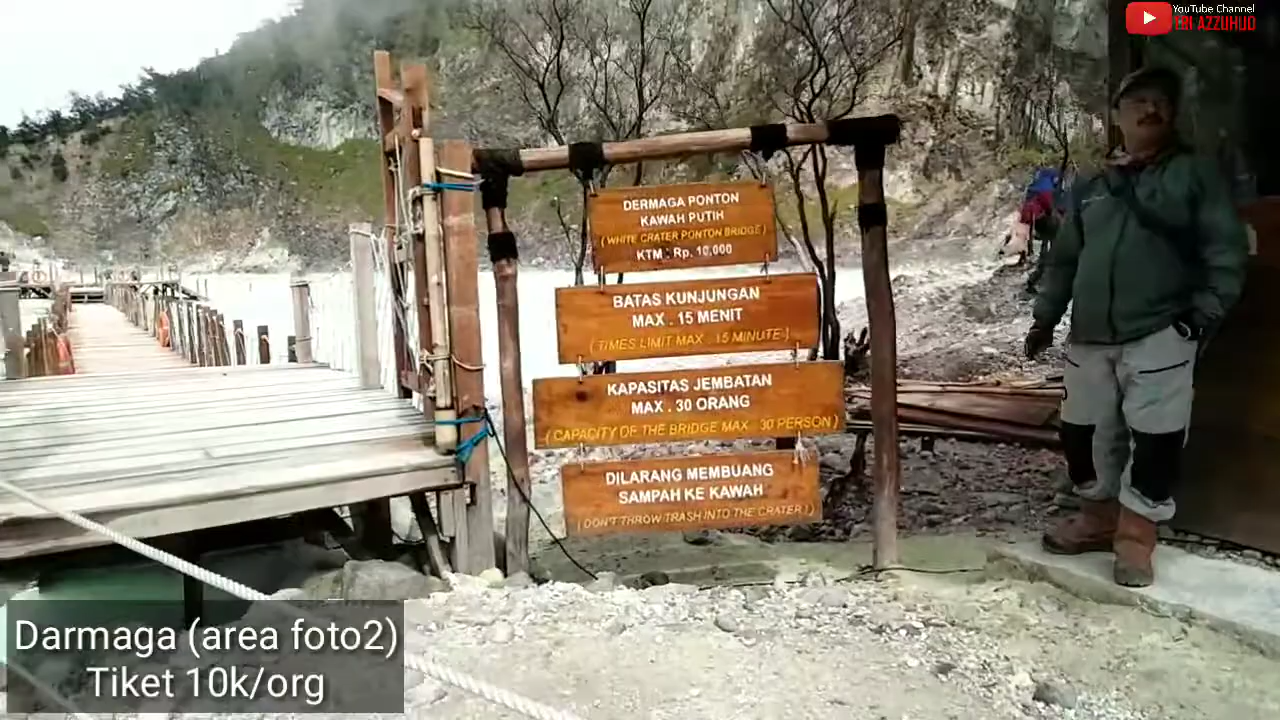 YouTube Channel
DERMAGA PONTON
KAWAH PUTIH
( WHITE CRATER PONTON BRIDGE )
KTM : Rp. 10.000
BATAS KUNJUNGAN
MAX . 15 MENIT
( TIMES LIMIT MAX . 15 MINUTE )
KAPASITAS JEMBATAN
MAX . 30 ORANG
( CAPACITY OF THE BRIDGE MAX . 30 PERSON )
DILARANG MEMBUANG
SAMPAH KE KAWAH
( DON'T THROW TRASH INTO THE CRATER ! )
Darmaga (area foto2)
Tiket 10k/org